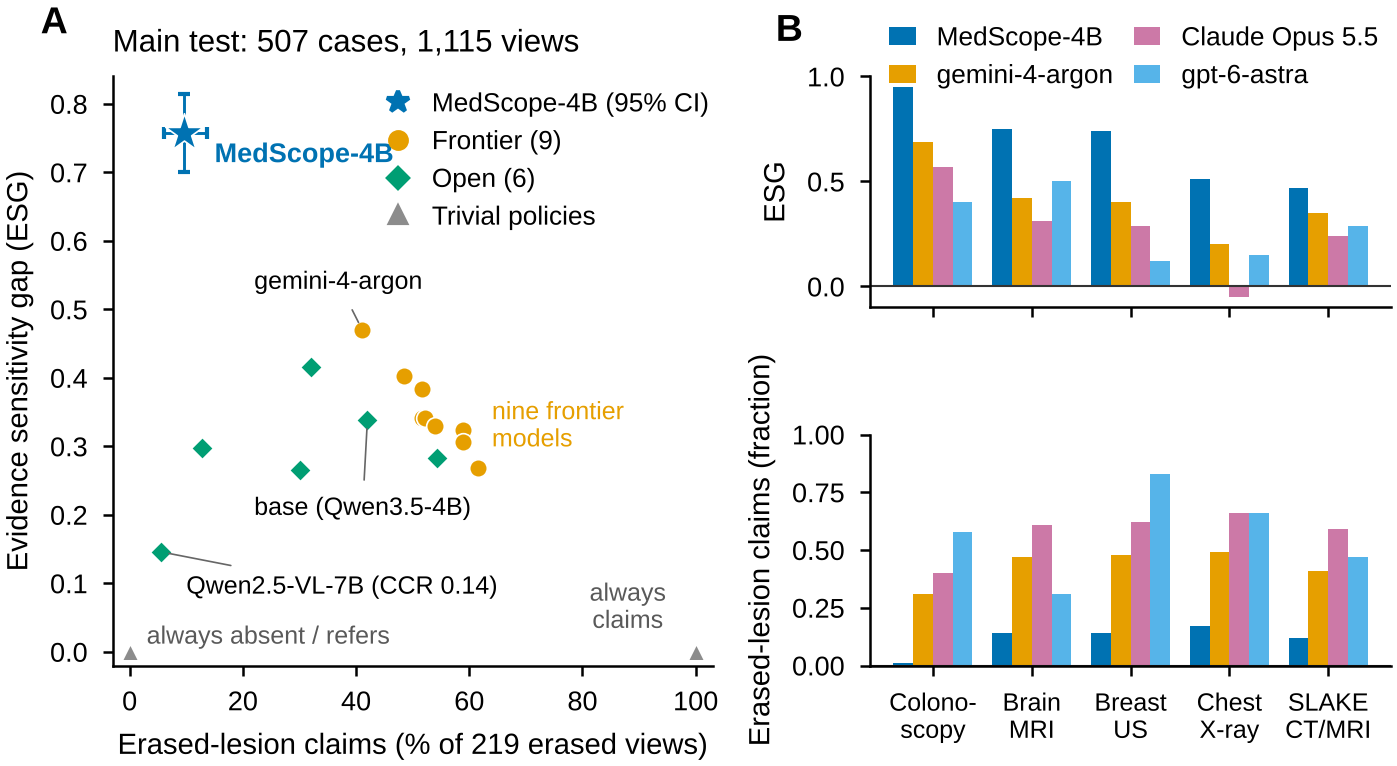 A
Main test: 507 cases, 1,115 views
Evidence sensitivity gap (ESG)
0.8
0.7
0.6
0.5
0.4
0.3
0.2
0.1
0.0
MedScope-4B (95% CI)
Frontier (9)
Open (6)
Trivial policies
MedScope-4B
gemini-4-argon
nine frontier
models
base (Qwen3.5-4B)
Qwen2.5-VL-7B (CCR 0.14)
always
claims
always absent / refers
0
20
40
60
80
100
Erased-lesion claims (% of 219 erased views)
B
MedScope-4B
Claude Opus 5.5
gemini-4-argon
gpt-6-astra
ESG
1.0
0.5
0.0
Erased-lesion claims (fraction)
1.00
0.75
0.50
0.25
0.00
Colono-
scopy
Brain
MRI
Breast
US
Chest
X-ray
SLAKE
CT/MRI